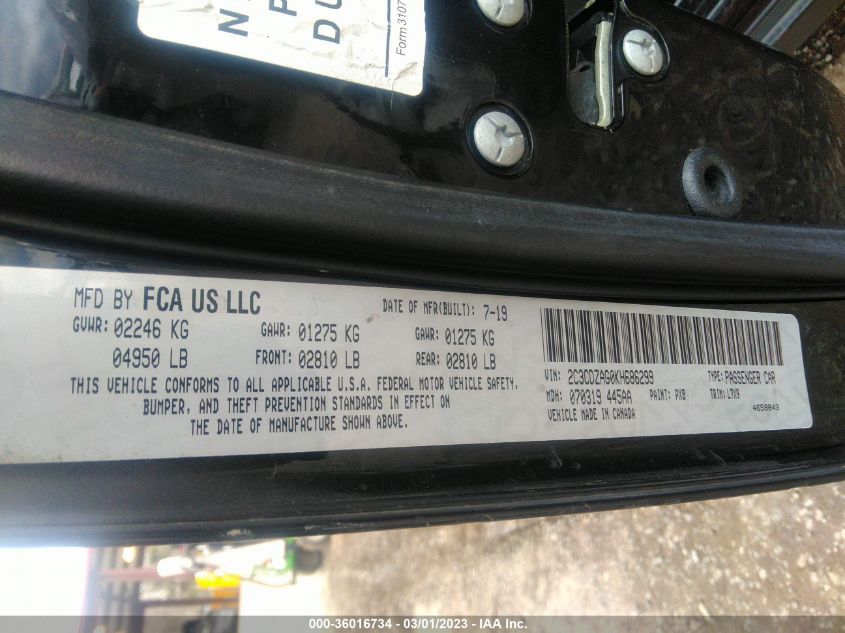 N
P
DU
Form 3107
MFD BY FCA US LLC
DATE OF MFR(BUILT): 7-19
GVWR: 02246 KG GAWR: 01275 KG GAWR: 01275 KG
04950 LB FRONT: 02810 LB REAR: 02810 LB
THIS VEHICLE CONFORMS TO ALL APPLICABLE U.S.A. FEDERAL MOTOR VEHICLE SAFETY,
BUMPER, AND THEFT PREVENTION STANDARDS IN EFFECT ON
THE DATE OF MANUFACTURE SHOWN ABOVE.
VIN: 2C3CDZAG0KH686299 TYPE: PASSENGER CAR
MDH: 070319 445AA PAINT: PX8 TRIM: L7X9
VEHICLE MADE IN CANADA 4658843
000-36016734 - 03/01/2023 - IAA Inc.